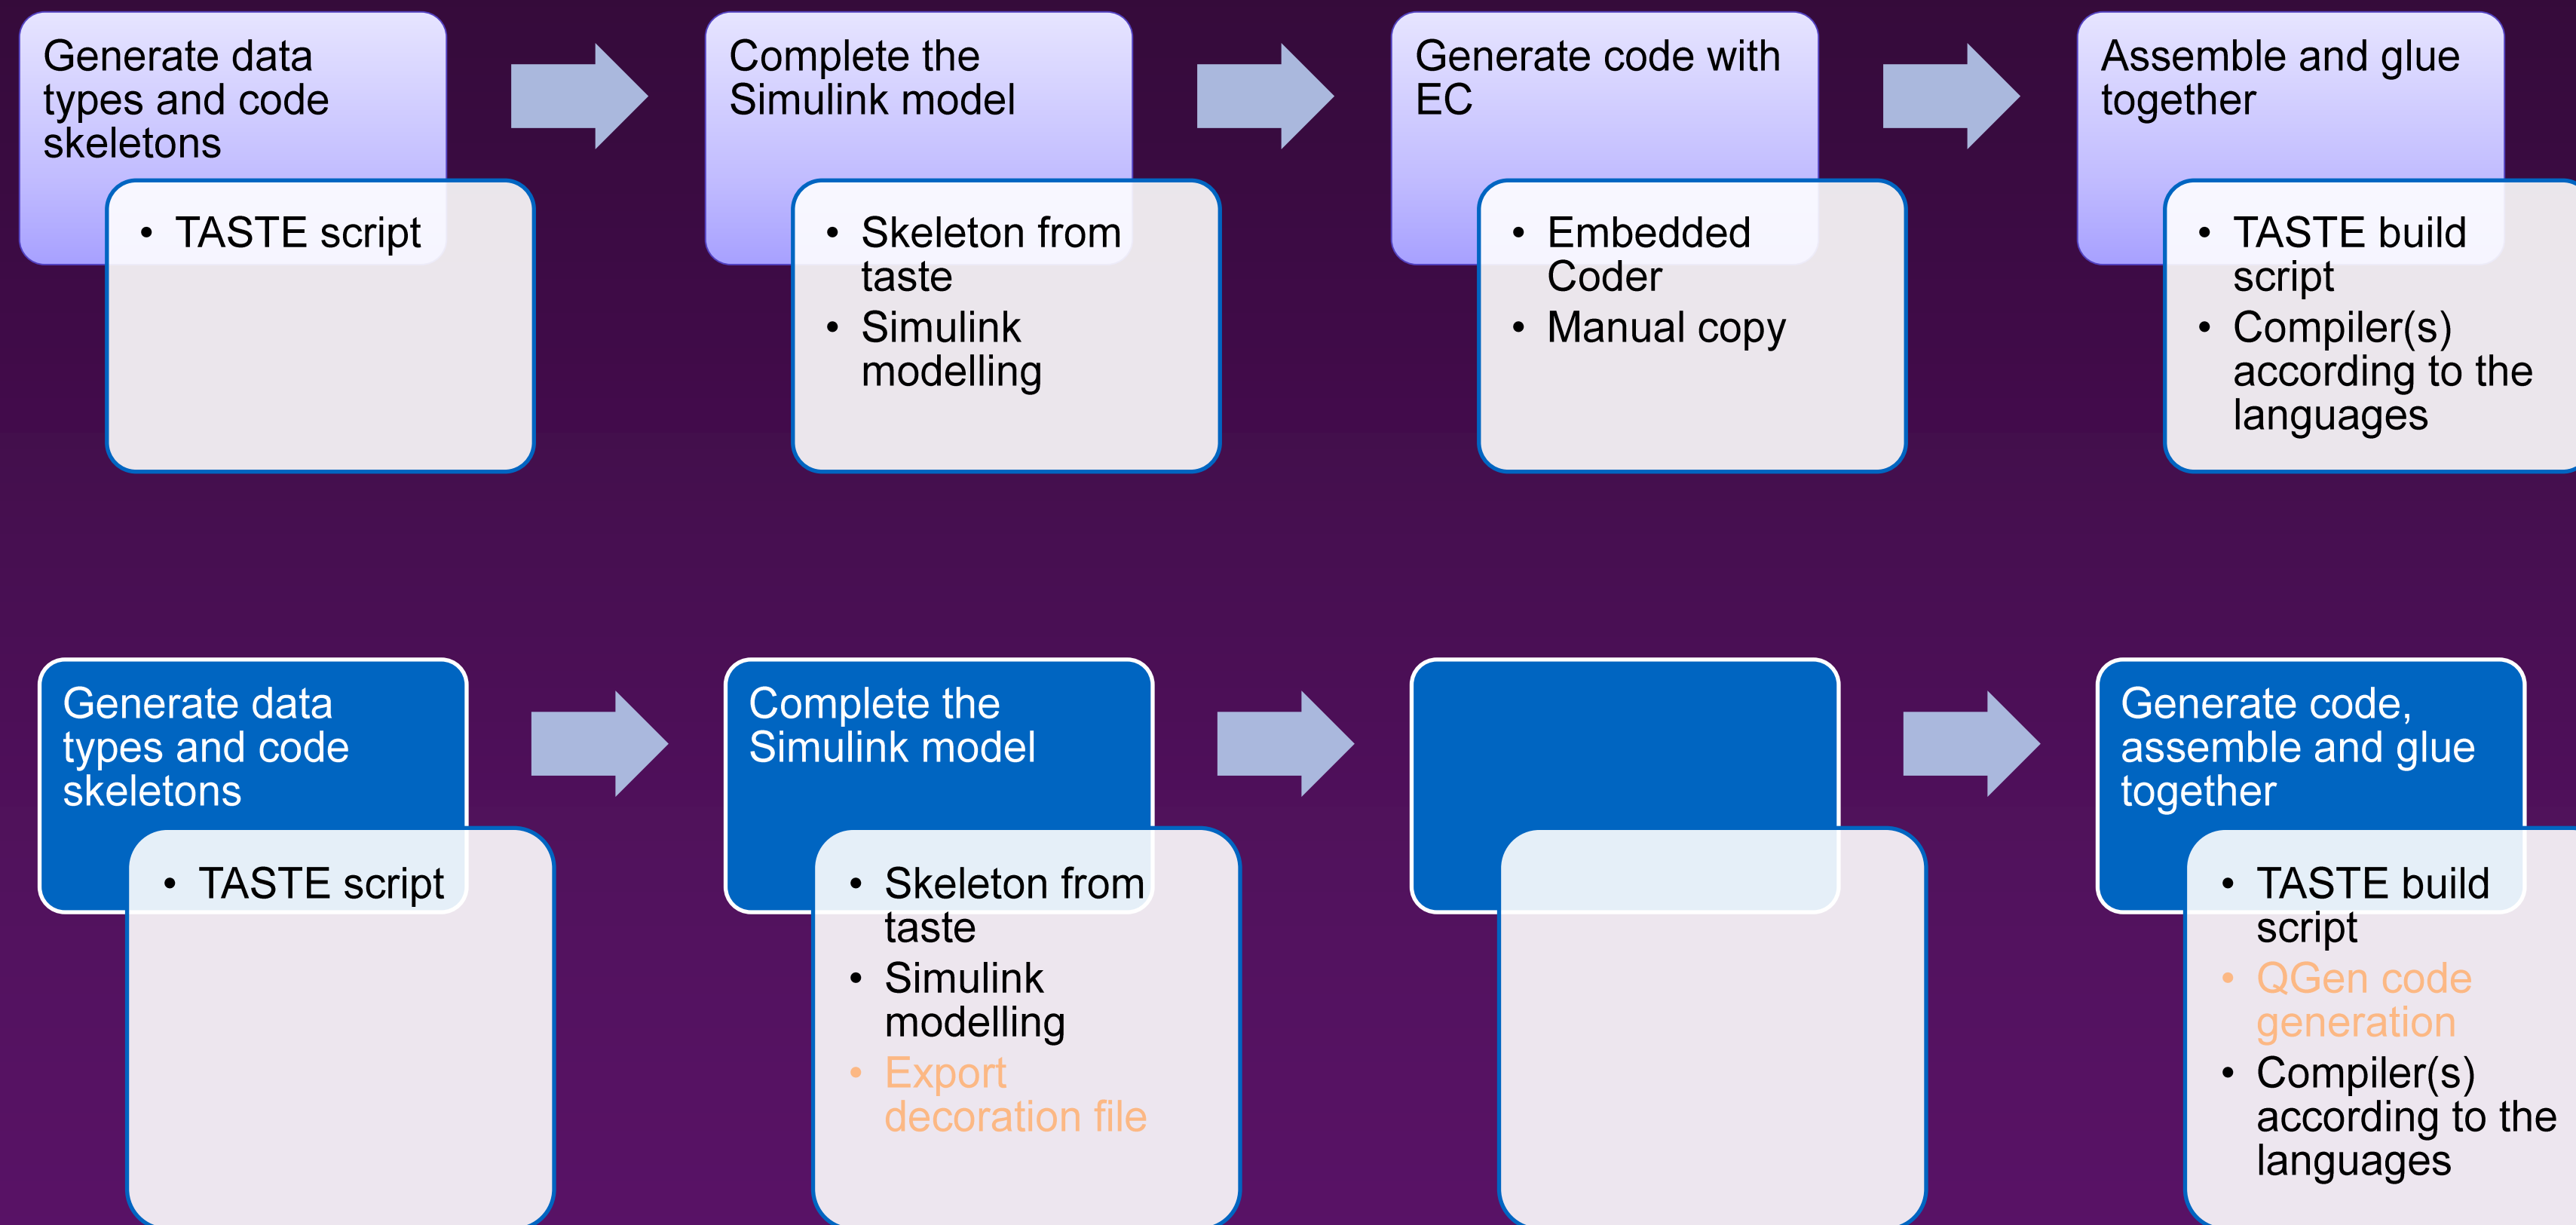 Generate data
types and code
skeletons
• TASTE script
Complete the
Simulink model
• Skeleton from
taste
• Simulink
modelling
Generate code with
EC
• Embedded
Coder
• Manual copy
Assemble and glue
together
• TASTE build
script
• Compiler(s)
according to the
languages
Generate data
types and code
skeletons
• TASTE script
Complete the
Simulink model
• Skeleton from
taste
• Simulink
modelling
• Export
decoration file
Generate code,
assemble and glue
together
• TASTE build
script
• QGen code
generation
• Compiler(s)
according to the
languages